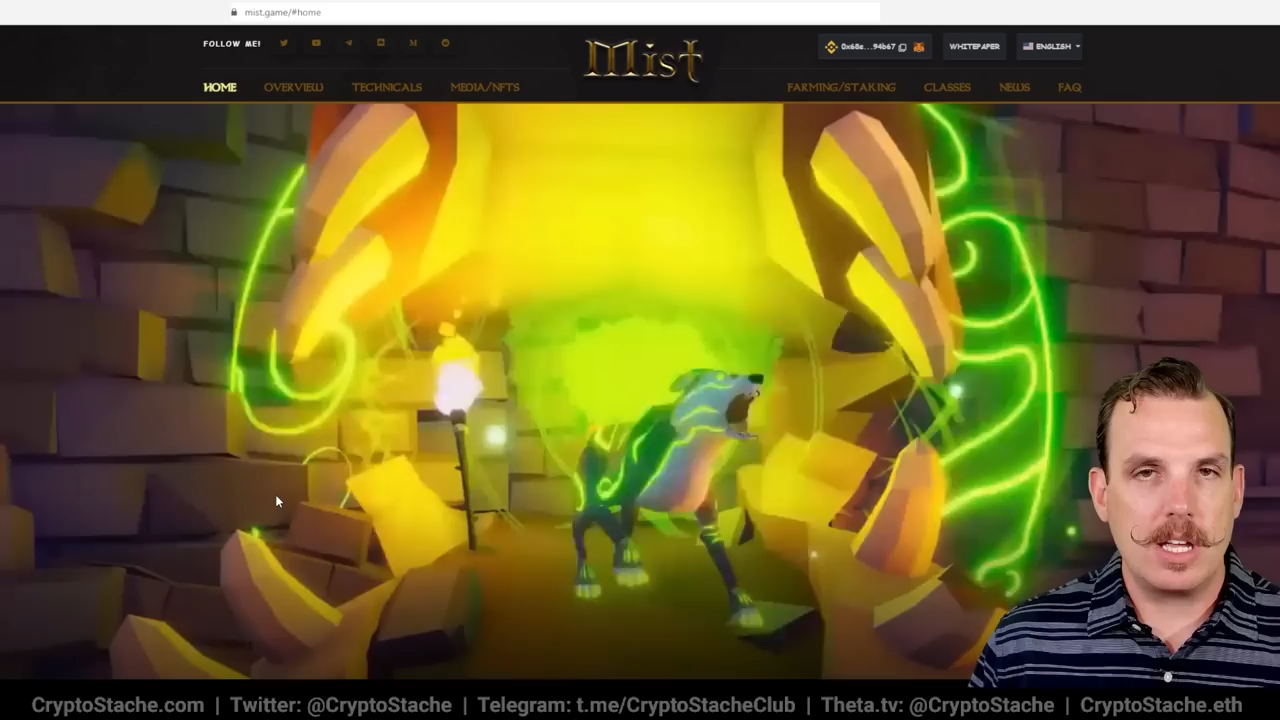 mist.game/#home
FOLLOW ME!
Mist
0x68e...94b67
WHITEPAPER
ENGLISH
HOME OVERVIEW TECHNICALS MEDIA/NFTS FARMING/STAKING CLASSES NEWS FAQ
CryptoStache.com | Twitter: @CryptoStache | Telegram: t.me/CryptoStacheClub | Theta.tv: @CryptoStache | CryptoStache.eth